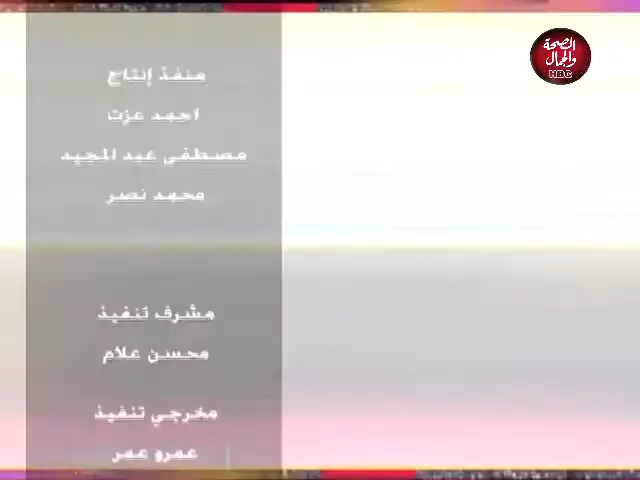 الصحة
والجمال
HBC
منفذ إنتاج
احمد عزت
مصطفى عبد المجيد
محمد نصر
مشرف تنفيذ
محسن علام
مخرجي تنفيذ
عمرو عمر